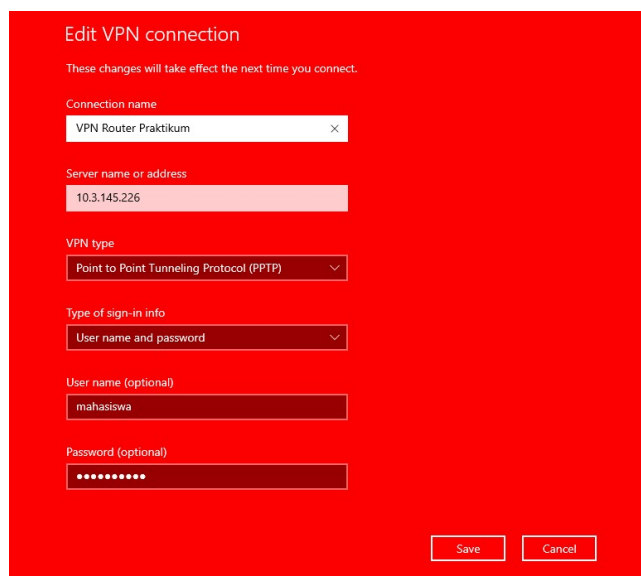 Edit VPN connection
These changes will take effect the next time you connect.
Connection name
VPN Router Praktikum
Server name or address
10.3.145.226
VPN type
Point to Point Tunneling Protocol (PPTP)
Type of sign-in info
User name and password
User name (optional)
mahasiswa
Password (optional)
●●●●●●●●●●
Save Cancel